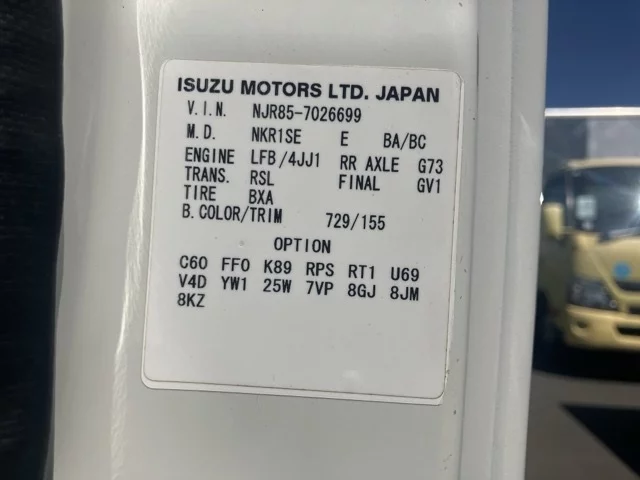 ISUZU MOTORS LTD. JAPAN
V.I.N. NJR85-7026699
M.D. NKR1SE E BA/BC
ENGINE LFB/4JJ1 RR AXLE G73
TRANS. RSL FINAL GV1
TIRE BXA
B.COLOR/TRIM 729/155
OPTION
C60 FF0 K89 RPS RT1 U69
V4D YW1 25W 7VP 8GJ 8JM
8KZ